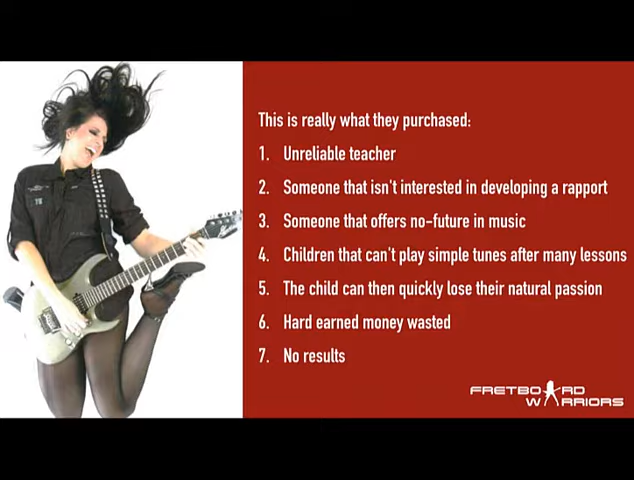 This is really what they purchased:
1. Unreliable teacher
2. Someone that isn't interested in developing a rapport
3. Someone that offers no-future in music
4. Children that can't play simple tunes after many lessons
5. The child can then quickly lose their natural passion
6. Hard earned money wasted
7. No results
FRETBOARD
WARRIORS